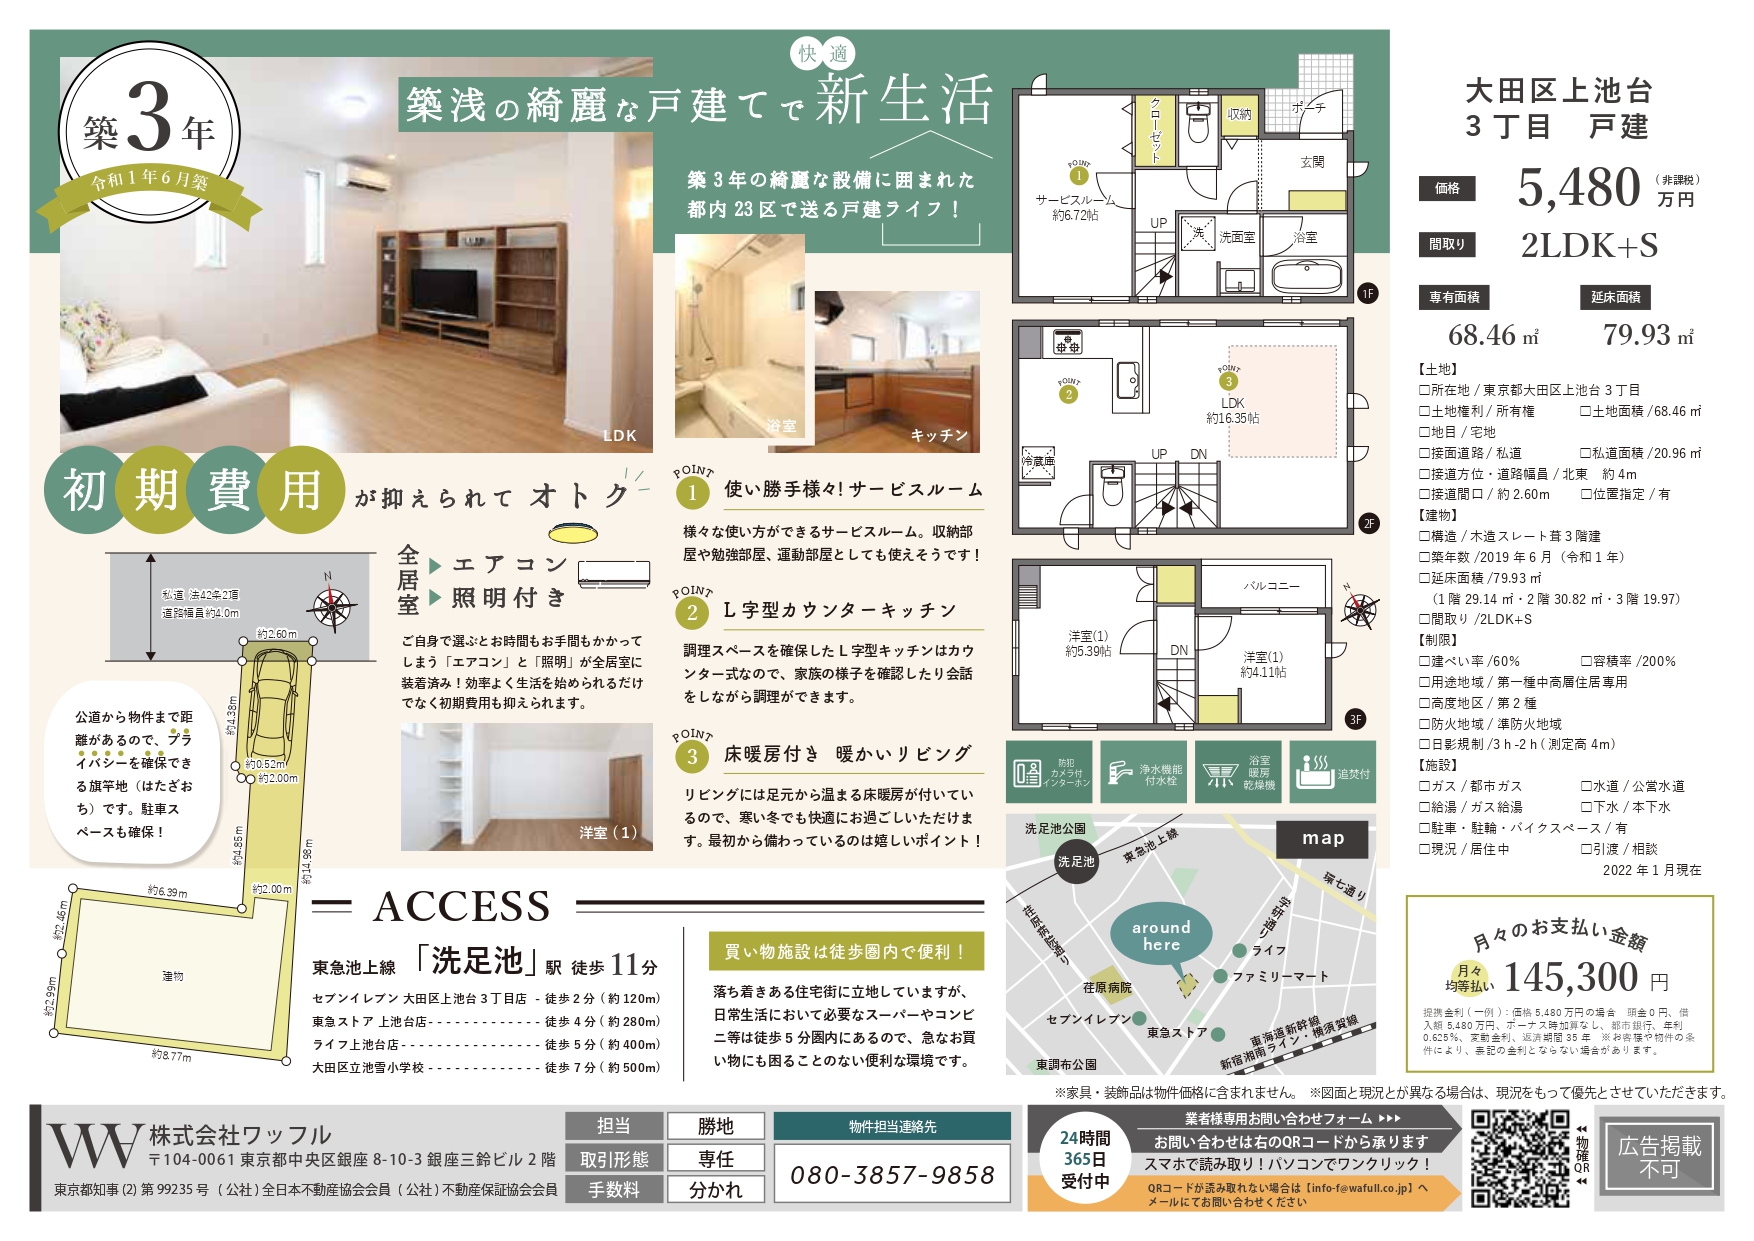 築3年
令和1年6月築
快適
築浅の綺麗な戸建てで新生活
築3年の綺麗な設備に囲まれた
都内23区で送る戸建ライフ！
LDK
浴室
キッチン
初期費用が抑えられてオトク
全居室
エアコン
照明付き
ご自身で選ぶとお時間もお手間もかかって
しまう「エアコン」と「照明」が全居室に
装着済み！効率よく生活を始められるだけ
でなく初期費用も抑えられます。
洋室（1）
私道 法42条2項
道路幅員約4.0m
N
約2.60m
約4.38m
約0.52m
約2.00m
約4.85m
約14.98m
約2.00m
約6.39m
約2.46m
約2.99m
約8.77m
建物
公道から物件まで距
離があるので、プラ
イバシーを確保でき
る旗竿地（はたざお
ち）です。駐車ス
ペースも確保！
POINT
1
使い勝手様々!サービスルーム
様々な使い方ができるサービスルーム。収納部
屋や勉強部屋、運動部屋としても使えそうです！
POINT
2
L字型カウンターキッチン
調理スペースを確保したL字型キッチンはカウ
ンター式なので、家族の様子を確認したり会話
をしながら調理ができます。
POINT
3
床暖房付き 暖かいリビング
リビングには足元から温まる床暖房が付いてい
るので、寒い冬でも快適にお過ごしいただけま
す。最初から備わっているのは嬉しいポイント！
ACCESS
東急池上線 「洗足池」駅 徒歩11分
セブンイレブン 大田区上池台3丁目店 - 徒歩2分(約120m)
東急ストア 上池台店- - - - - - - - - - - - - 徒歩4分(約280m)
ライフ上池台店- - - - - - - - - - - - - - - - 徒歩5分(約400m)
大田区立池雪小学校 - - - - - - - - - - - - - 徒歩7分(約500m)
買い物施設は徒歩圏内で便利！
落ち着きある住宅街に立地していますが、
日常生活において必要なスーパーやコンビ
ニ等は徒歩5分圏内にあるので、急なお買
い物にも困ることのない便利な環境です。
クローゼット
収納
ポーチ
玄関
POINT
1
サービスルーム
約6.72帖
UP
洗
洗面室
浴室
1F
POINT
2
POINT
3
LDK
約16.35帖
冷蔵庫
UP
DN
2F
バルコニー
洋室(1)
約5.39帖
DN
洋室(1)
約4.11帖
N
3F
防犯
カメラ付
インターホン
浄水機能
付水栓
浴室
暖房
乾燥機
追焚付
map
洗足池公園
洗足池
東急池上線
環七通り
荏原病院通り
学研通り
around
here
ライフ
ファミリーマート
荏原病院
セブンイレブン
東急ストア
東海道新幹線
新宿湘南ライン・横須賀線
東調布公園
大田区上池台
3丁目 戸建
価格
5,480万円
（非課税）
間取り
2LDK+S
専有面積
68.46㎡
延床面積
79.93㎡
【土地】
□所在地/東京都大田区上池台3丁目
□土地権利/所有権 □土地面積/68.46㎡
□地目/宅地
□接面道路/私道 □私道面積/20.96㎡
□接道方位・道路幅員/北東 約4m
□接道間口/約2.60m □位置指定/有
【建物】
□構造/木造スレート葺3階建
□築年数/2019年6月（令和1年）
□延床面積/79.93㎡
（1階29.14㎡・2階30.82㎡・3階19.97）
□間取り/2LDK+S
【制限】
□建ぺい率/60% □容積率/200%
□用途地域/第一種中高層住居専用
□高度地区/第2種
□防火地域/準防火地域
□日影規制/3h-2h(測定高4m)
【施設】
□ガス/都市ガス □水道/公営水道
□給湯/ガス給湯 □下水/本下水
□駐車・駐輪・バイクスペース/有
□現況/居住中 □引渡/相談
2022年1月現在
月々のお支払い金額
月々
均等払い
145,300円
提携金利(一例)：価格5,480万円の場合 頭金0円、借
入額5,480万円、ボーナス時加算なし、都市銀行、年利
0.625%、変動金利、返済期間35年 ※お客様や物件の条
件により、表記の金利とならない場合があります。
※家具・装飾品は物件価格に含まれません。 ※図面と現況とが異なる場合は、現況をもって優先とさせていただきます。
株式会社ワッフル
〒104-0061 東京都中央区銀座8-10-3 銀座三鈴ビル2階
東京都知事(2)第99235号（公社）全日本不動産協会会員（公社）不動産保証協会会員
担当
勝地
取引形態
専任
手数料
分かれ
物件担当連絡先
080-3857-9858
24時間
365日
受付中
業者様専用お問い合わせフォーム ▶▶▶
お問い合わせは右のQRコードから承ります
スマホで読み取り！パソコンでワンクリック！
QRコードが読み取れない場合は【info-f@wafull.co.jp】へ
メールにてお問い合わせください
物確QR
広告掲載
不可